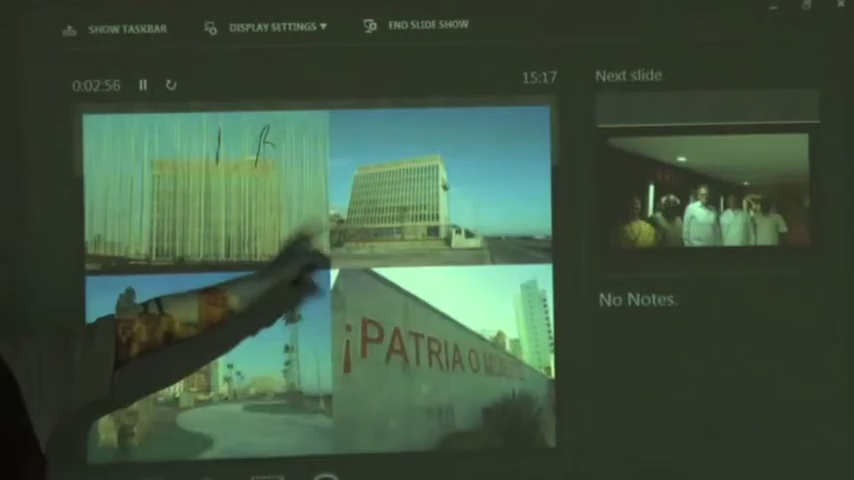 SHOW TASKBAR
DISPLAY SETTINGS
END SLIDE SHOW
0:02:56
15:17
Next slide
No Notes.
¡PATRIA O